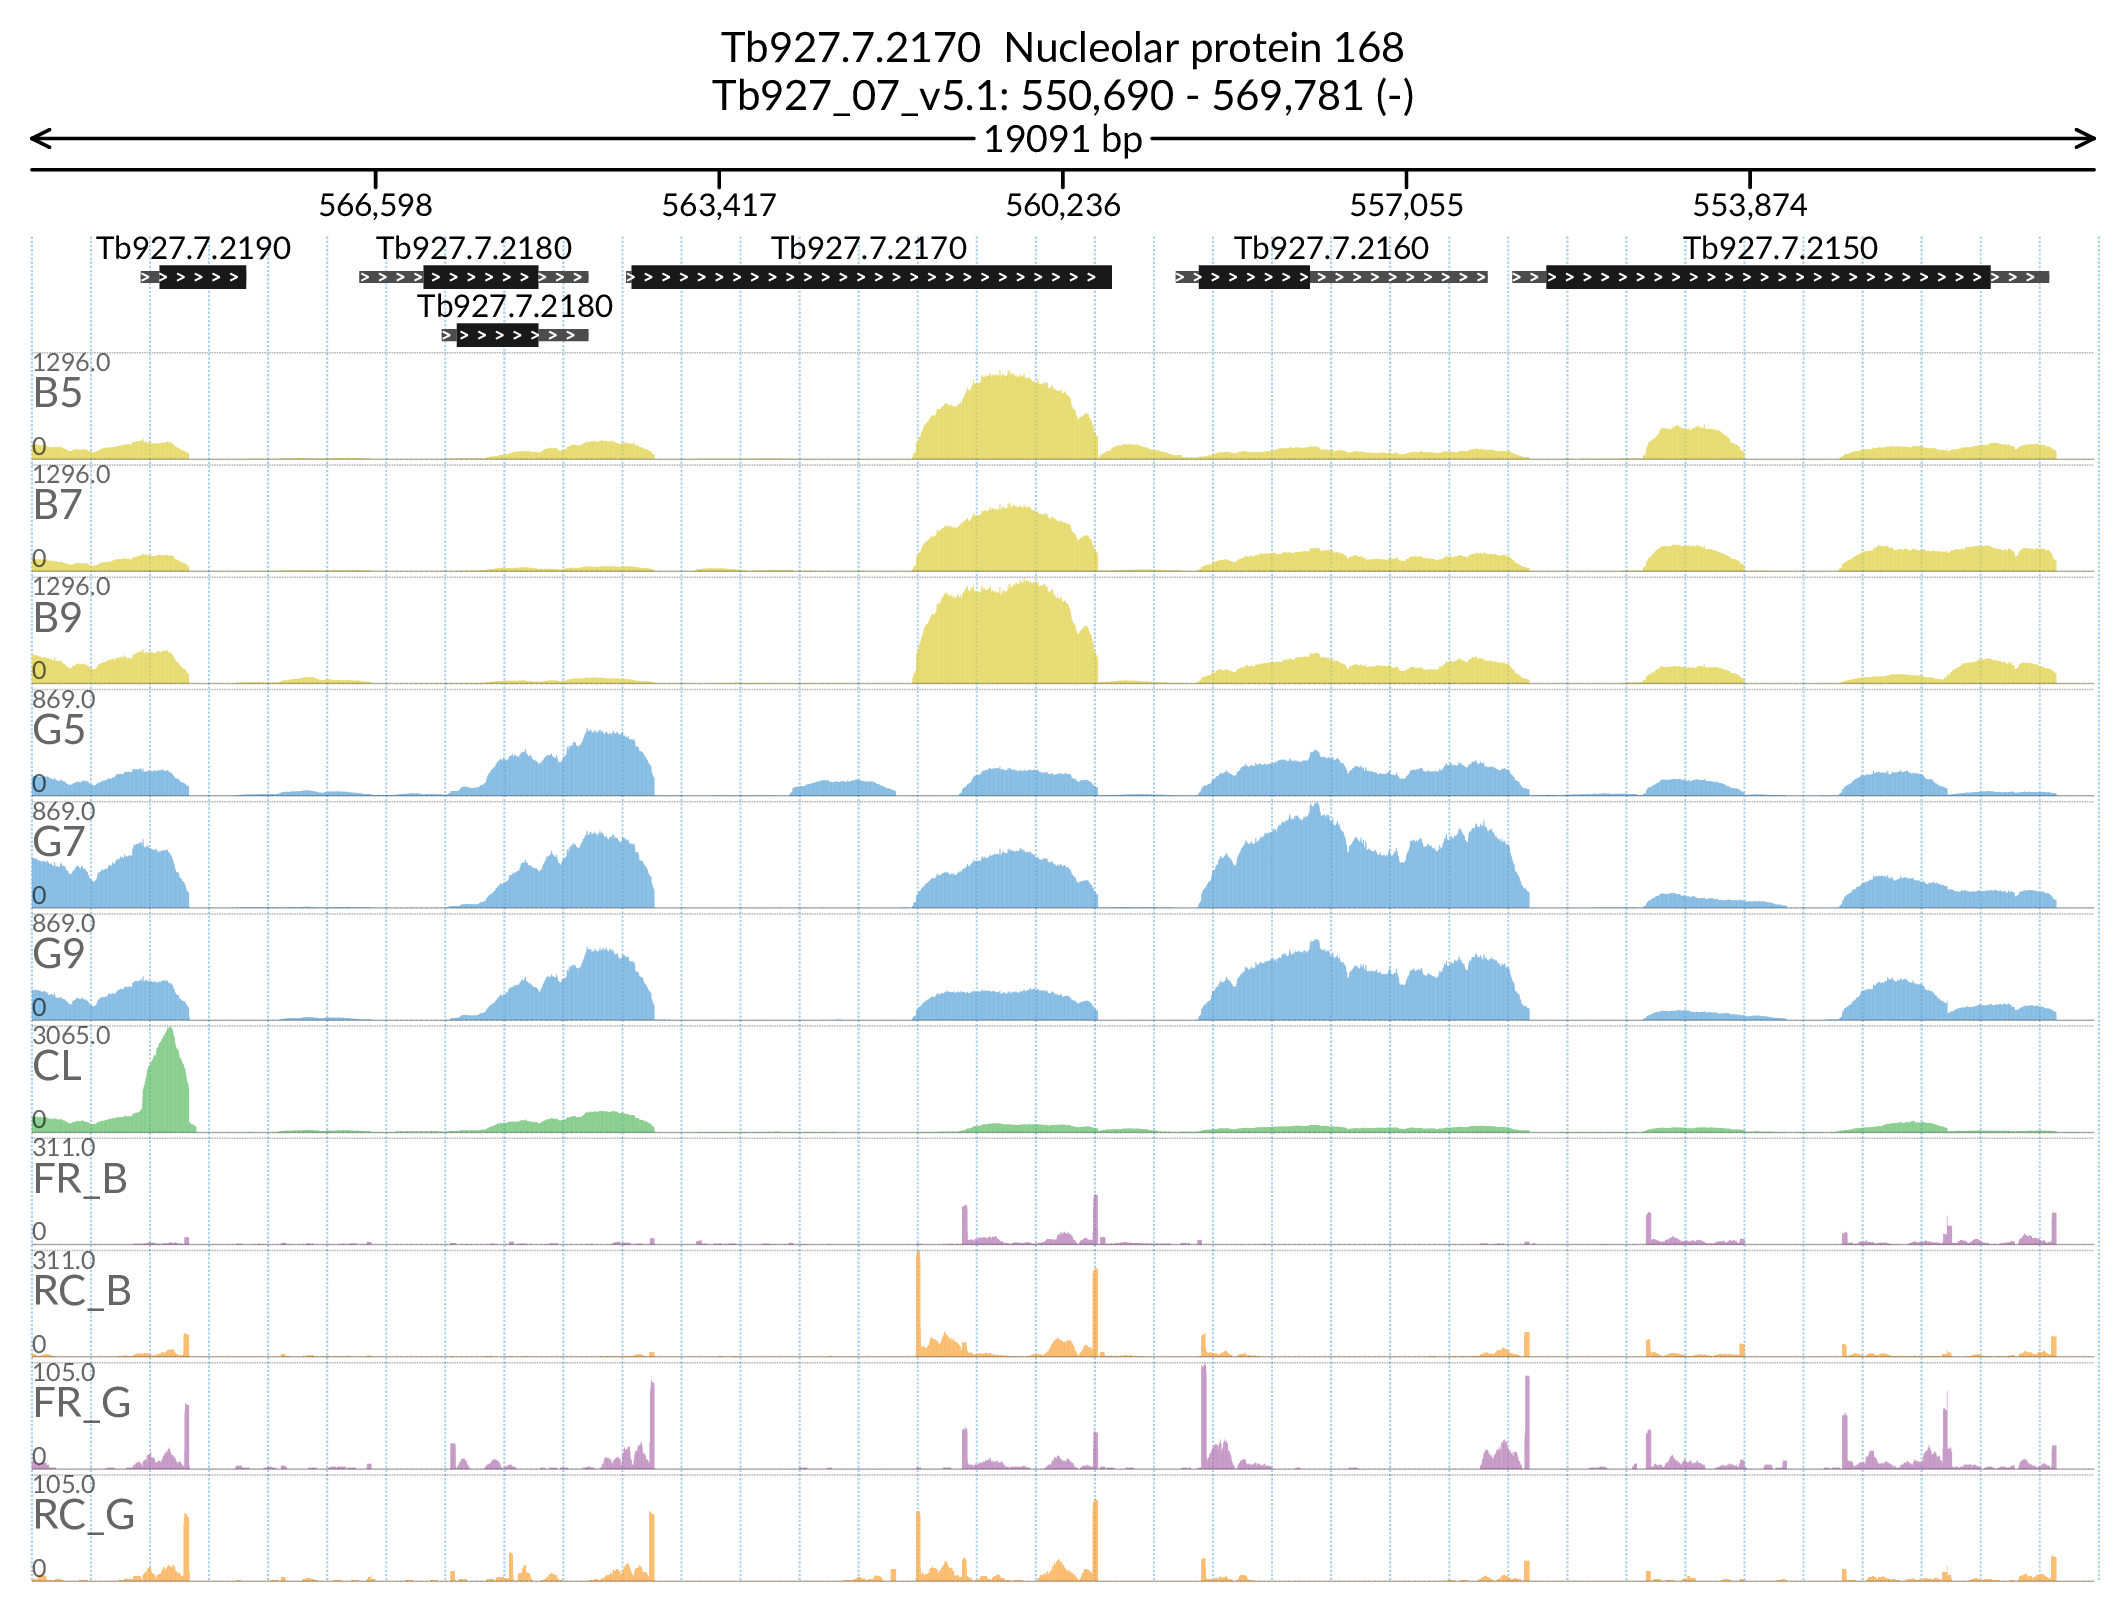 Tb927.7.2170 Nucleolar protein 168
Tb927_07_v5.1: 550,690 - 569,781 (-)
19091 bp
566,598 563,417 560,236 557,055 553,874
Tb927.7.2190 Tb927.7.2180 Tb927.7.2170 Tb927.7.2160 Tb927.7.2150
Tb927.7.2180
1296.0
B5
0
1296.0
B7
0
1296.0
B9
0
869.0
G5
0
869.0
G7
0
869.0
G9
0
3065.0
CL
0
311.0
FR_B
0
311.0
RC_B
0
105.0
FR_G
0
105.0
RC_G
0